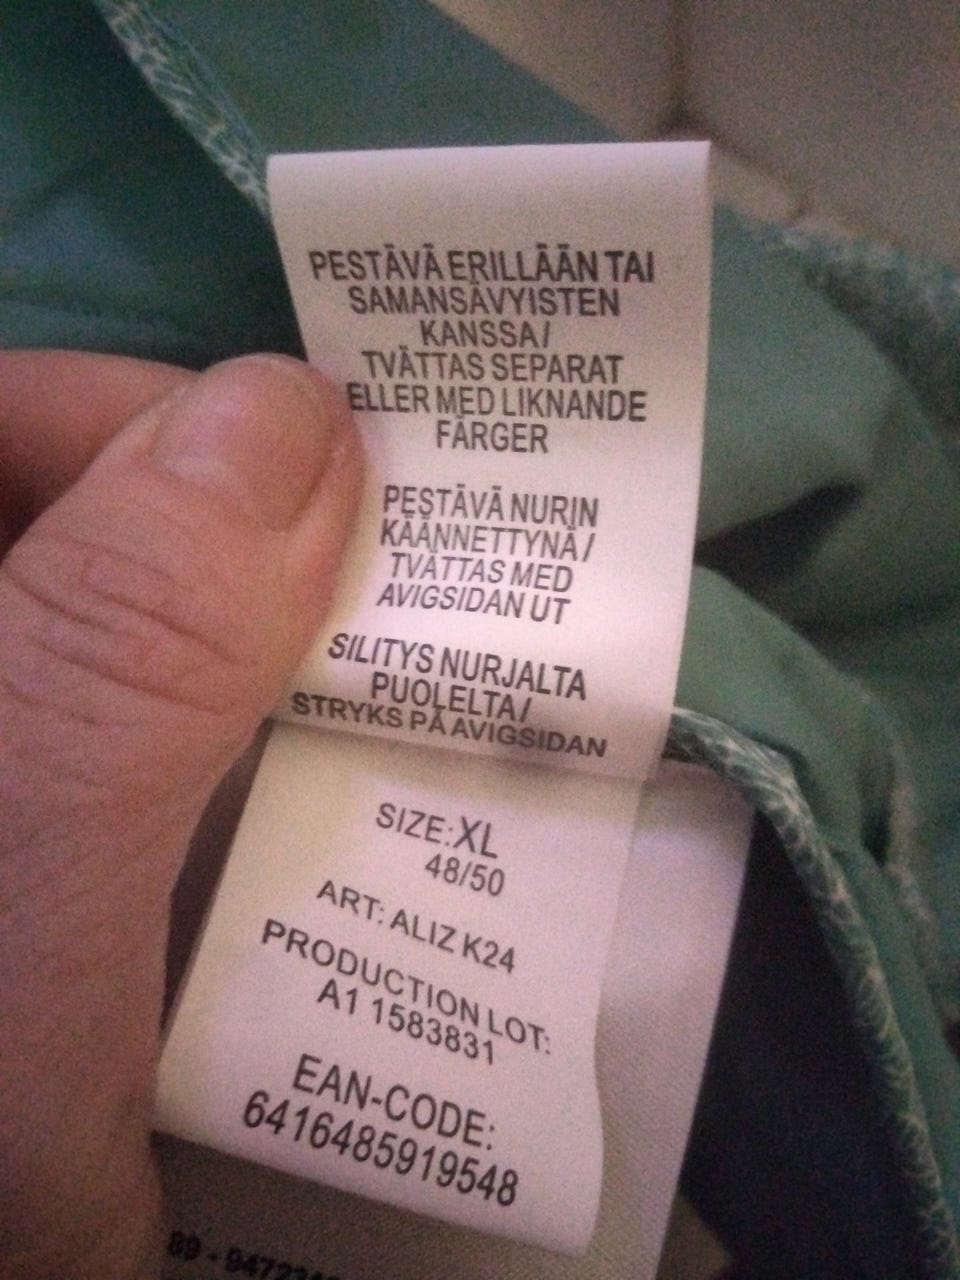 PESTÄVÄ ERILLÄÄN TAI
SAMANSÄVYISTEN
KANSSA/
TVÄTTAS SEPARAT
ELLER MED LIKNANDE
FÄRGER
PESTÄVÄ NURIN
KÄÄNNETTYNÄ/
TVÄTTAS MED
AVIGSIDAN UT
SILITYS NURJALTA
PUOLELTA/
STRYKS PÅ AVIGSIDAN
SIZE: XL
48/50
ART: ALIZ K24
PRODUCTION LOT:
A1 1583831
EAN-CODE:
6416485919548